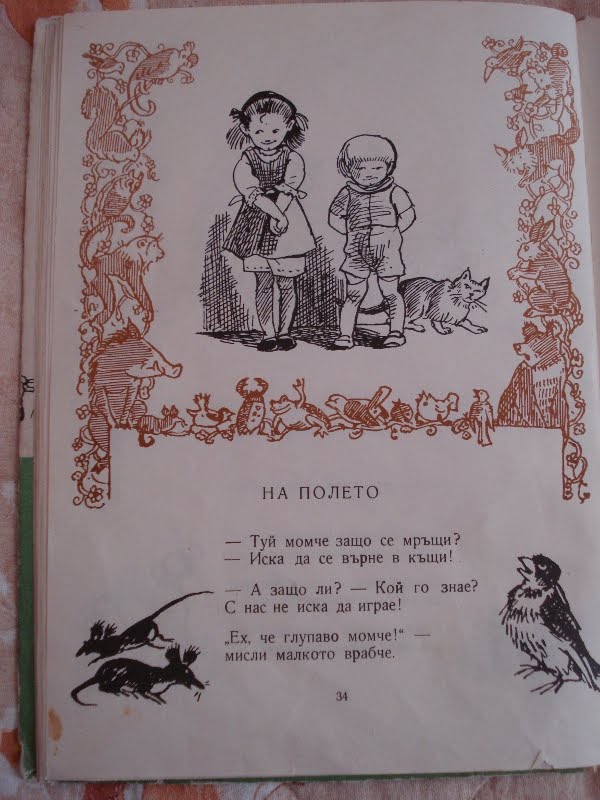 НА ПОЛЕТО
— Туй момче защо се мръщи?
— Иска да се върне в къщи!
— А защо ли? — Кой го знае?
С нас не иска да играе!
„Ех, че глупаво момче!“ —
мисли малкото врабче.
34